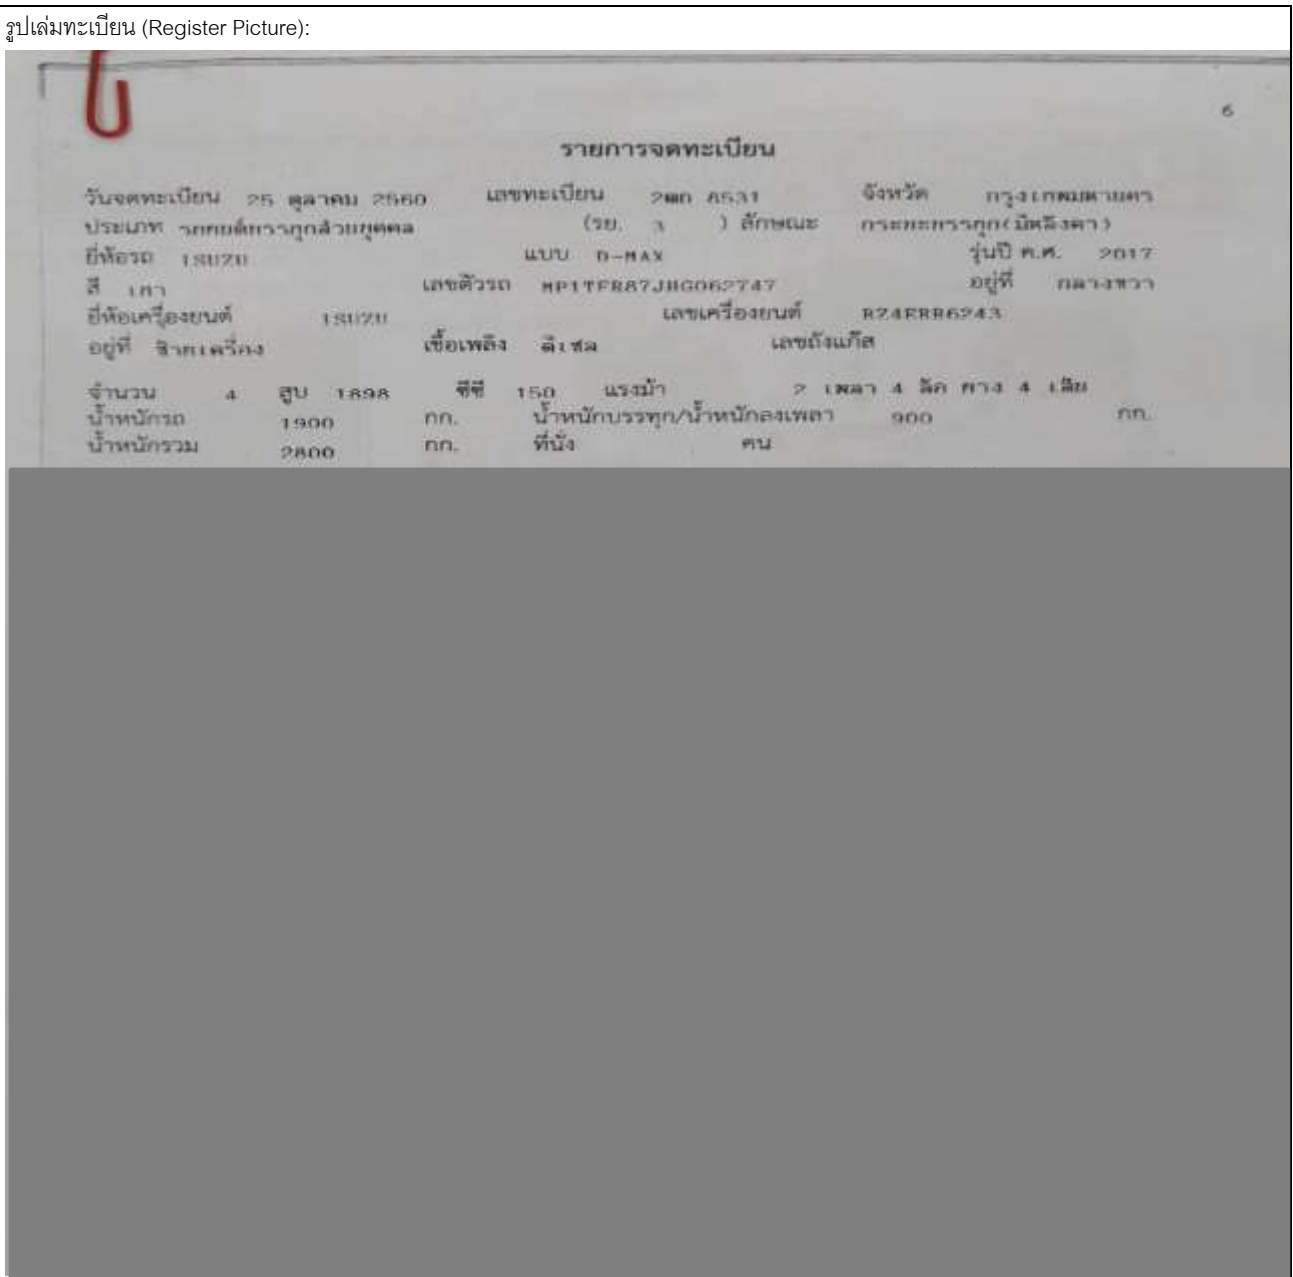 รูปเล่มทะเบียน (Register Picture):
6
รายการจดทะเบียน
วันจดทะเบียน 25 ตุลาคม 2560 เลขทะเบียน 2ฒก 8531 จังหวัด กรุงเทพมหานคร
ประเภท รถยนต์บรรทุกส่วนบุคคล (รย. 3 ) ลักษณะ กระบะบรรทุก(มีหลังคา)
ยี่ห้อรถ ISUZU แบบ D-MAX รุ่นปี ค.ศ. 2017
สี เทา เลขตัวรถ MP1TFR87JHG062747 อยู่ที่ กลางขวา
ยี่ห้อเครื่องยนต์ ISUZU เลขเครื่องยนต์ RZ4ERR6243
อยู่ที่ ซ้ายเครื่อง เชื้อเพลิง ดีเซล เลขถังแก๊ส
จำนวน 4 สูบ 1898 ซีซี 150 แรงม้า 2 เพลา 4 ล้อ ยาง 4 เส้น
น้ำหนักรถ 1900 กก. น้ำหนักบรรทุก/น้ำหนักลงเพลา 900 กก.
น้ำหนักรวม 2800 กก. ที่นั่ง คน